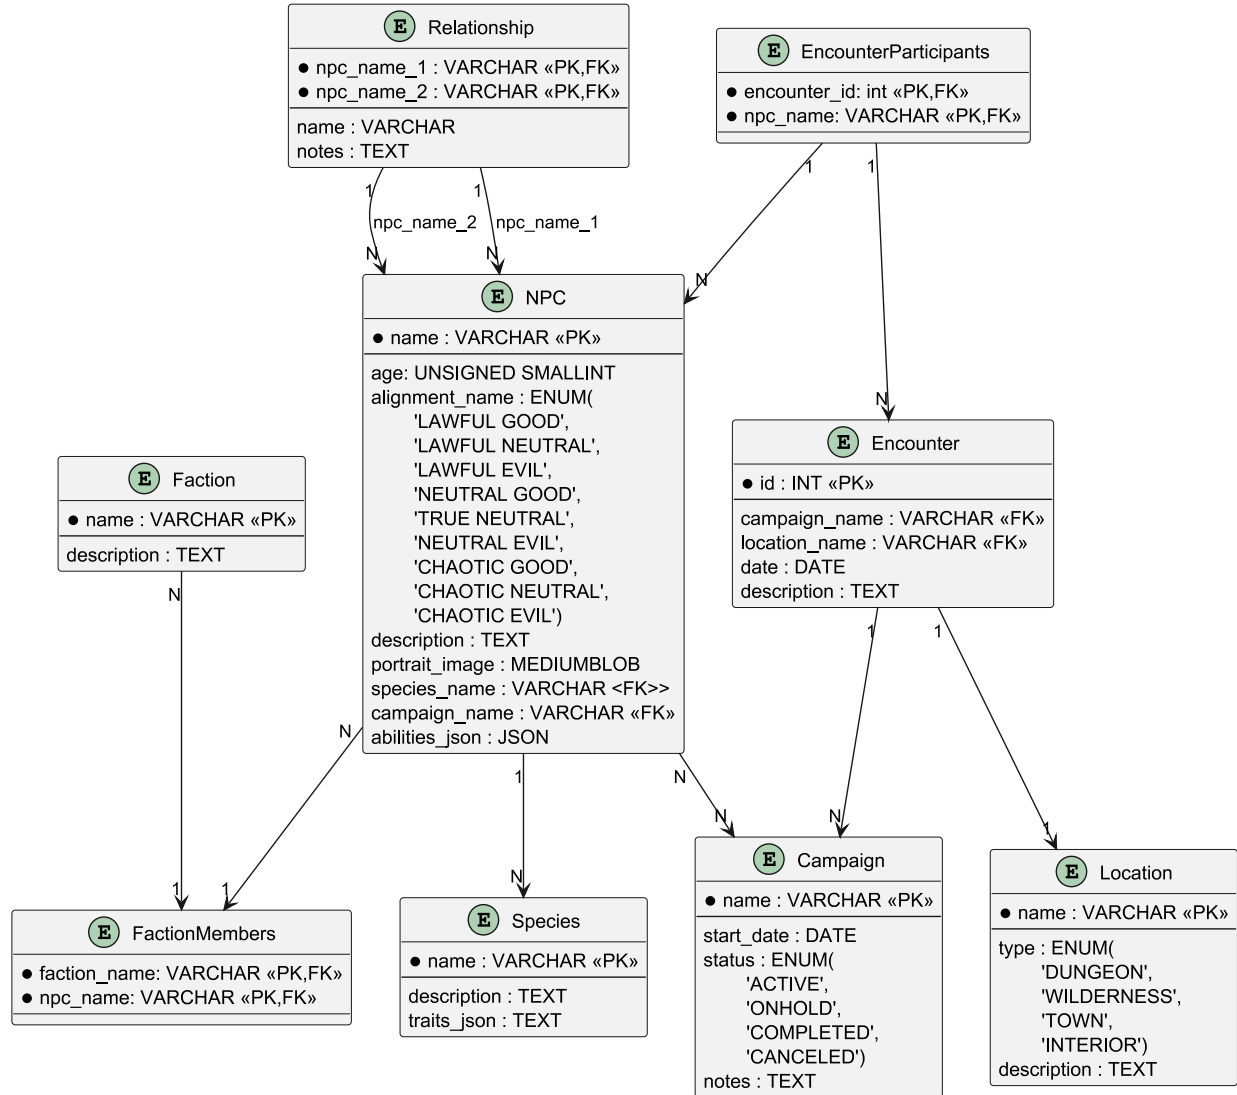 E Relationship
npc_name_1 : VARCHAR «PK,FK»
npc_name_2 : VARCHAR «PK,FK»
name : VARCHAR
notes : TEXT
E EncounterParticipants
encounter_id: int «PK,FK»
npc_name: VARCHAR «PK,FK»
1
npc_name_2
N
1
npc_name_1
N
1
N
1
N
E NPC
name : VARCHAR «PK»
age: UNSIGNED SMALLINT
alignment_name : ENUM(
'LAWFUL GOOD',
'LAWFUL NEUTRAL',
'LAWFUL EVIL',
'NEUTRAL GOOD',
'TRUE NEUTRAL',
'NEUTRAL EVIL',
'CHAOTIC GOOD',
'CHAOTIC NEUTRAL',
'CHAOTIC EVIL')
description : TEXT
portrait_image : MEDIUMBLOB
species_name : VARCHAR <FK>>
campaign_name : VARCHAR «FK»
abilities_json : JSON
E Faction
name : VARCHAR «PK»
description : TEXT
E Encounter
id : INT «PK»
campaign_name : VARCHAR «FK»
location_name : VARCHAR «FK»
date : DATE
description : TEXT
N
1
N
1
1
N
N
N
1
N
1
1
E FactionMembers
faction_name: VARCHAR «PK,FK»
npc_name: VARCHAR «PK,FK»
E Species
name : VARCHAR «PK»
description : TEXT
traits_json : TEXT
E Campaign
name : VARCHAR «PK»
start_date : DATE
status : ENUM(
'ACTIVE',
'ONHOLD',
'COMPLETED',
'CANCELED')
notes : TEXT
E Location
name : VARCHAR «PK»
type : ENUM(
'DUNGEON',
'WILDERNESS',
'TOWN',
'INTERIOR')
description : TEXT